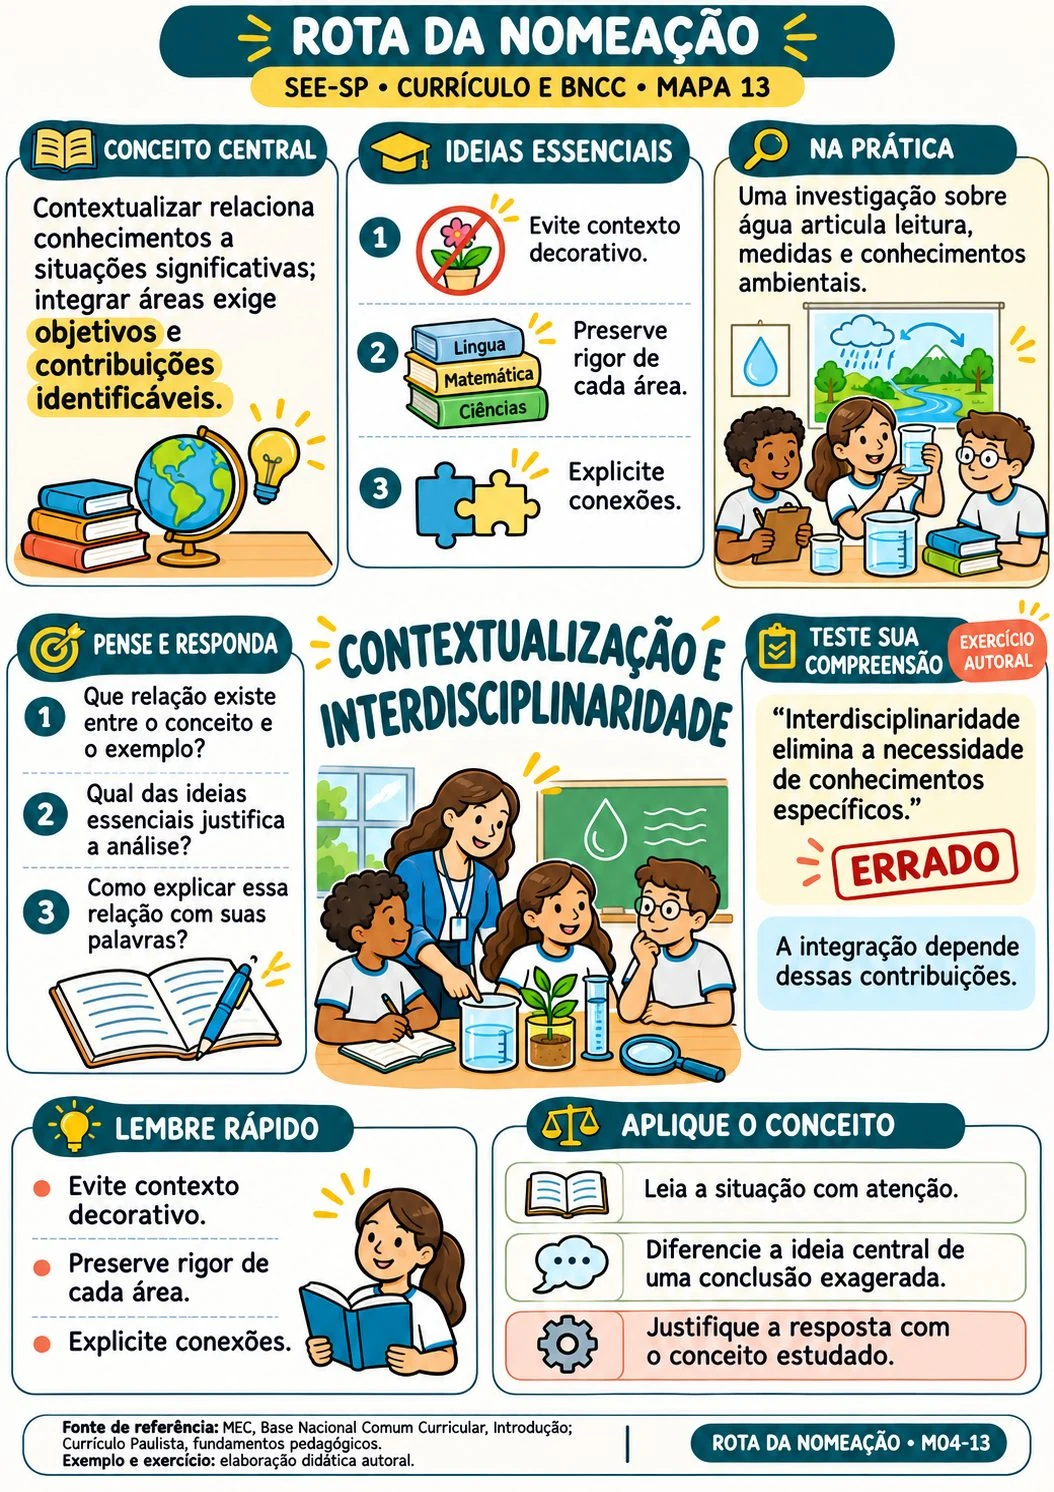 ROTA DA NOMEAÇÃO
SEE-SP • CURRÍCULO E BNCC • MAPA 13
CONCEITO CENTRAL
Contextualizar relaciona
conhecimentos a
situações significativas;
integrar áreas exige
objetivos e
contribuições
identificáveis.
IDEIAS ESSENCIAIS
1
Evite contexto
decorativo.
2
Lingua
Matemática
Ciências
Preserve
rigor de
cada área.
3
Explicite
conexões.
NA PRÁTICA
Uma investigação sobre
água articula leitura,
medidas e conhecimentos
ambientais.
PENSE E RESPONDA
1
Que relação existe
entre o conceito e
o exemplo?
2
Qual das ideias
essenciais justifica
a análise?
3
Como explicar essa
relação com suas
palavras?
CONTEXTUALIZAÇÃO E
INTERDISCIPLINARIDADE
TESTE SUA
COMPREENSÃO
EXERCÍCIO
AUTORAL
“Interdisciplinaridade
elimina a necessidade
de conhecimentos
específicos.”
ERRADO
A integração depende
dessas contribuições.
LEMBRE RÁPIDO
Evite contexto
decorativo.
Preserve rigor de
cada área.
Explicite conexões.
APLIQUE O CONCEITO
Leia a situação com atenção.
Diferencie a ideia central de
uma conclusão exagerada.
Justifique a resposta com
o conceito estudado.
Fonte de referência: MEC, Base Nacional Comum Curricular, Introdução;
Currículo Paulista, fundamentos pedagógicos.
Exemplo e exercício: elaboração didática autoral.
ROTA DA NOMEAÇÃO • M04-13